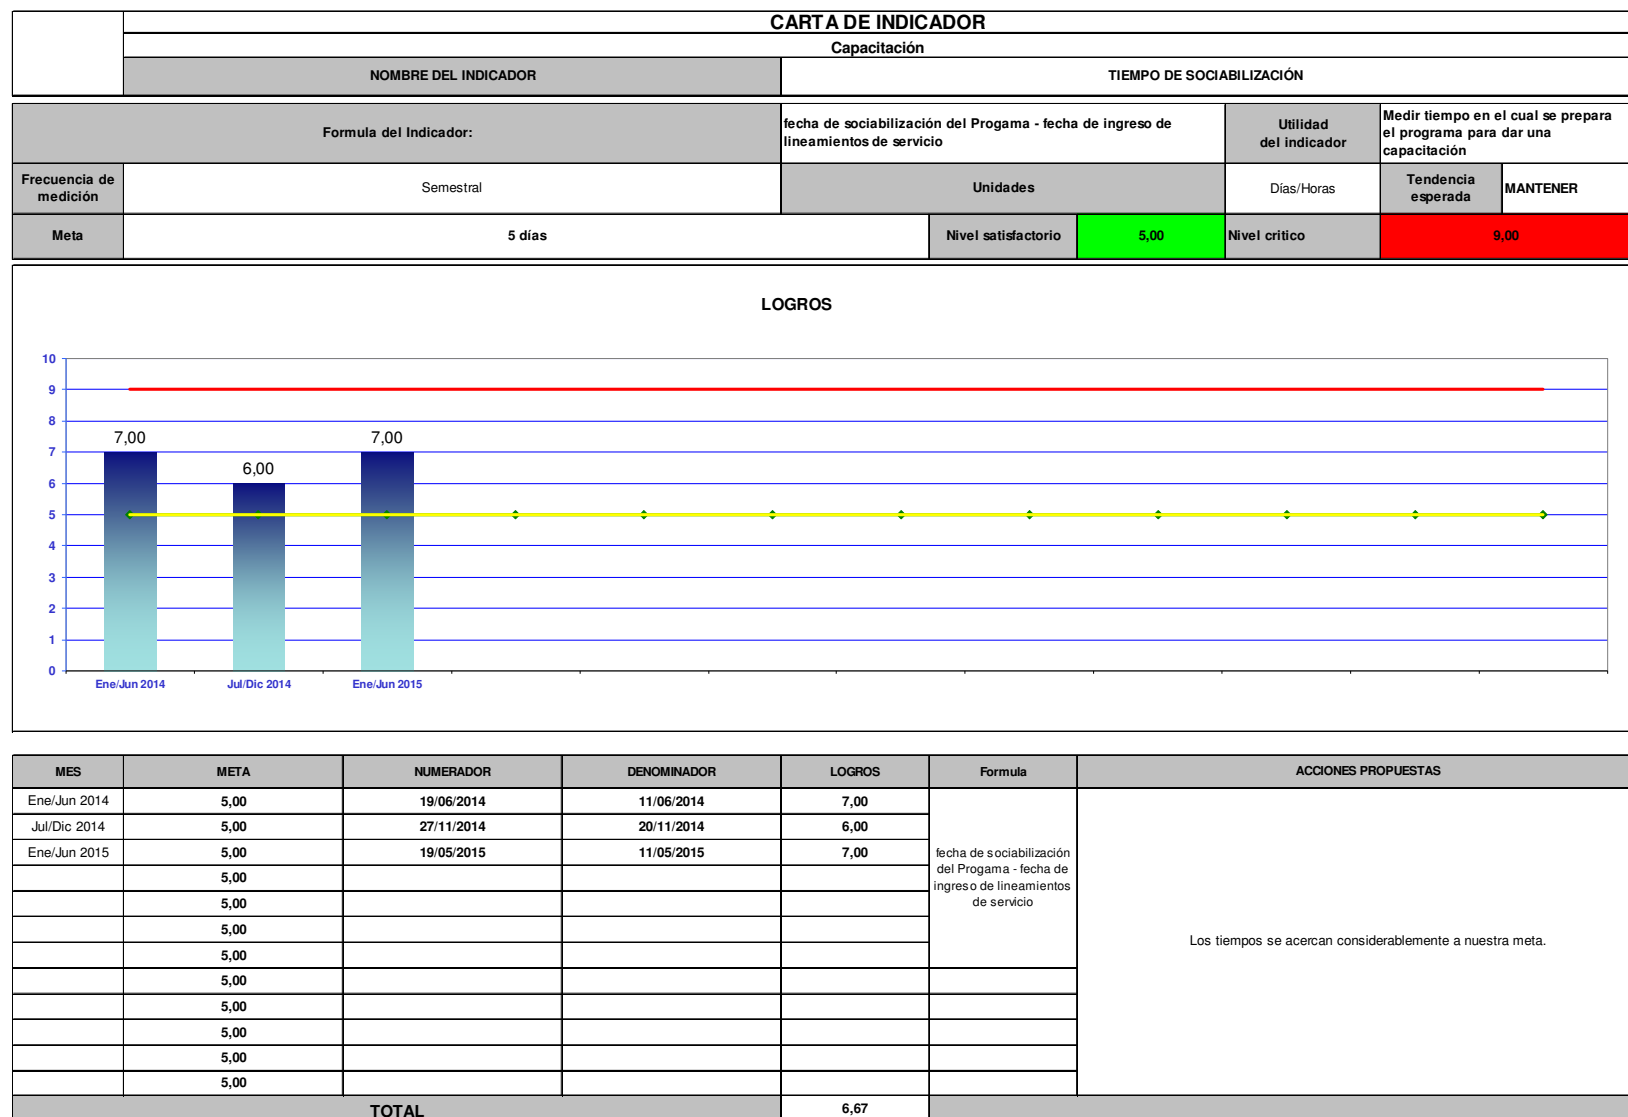 CARTA DE INDICADOR
Capacitación
NOMBRE DEL INDICADOR
TIEMPO DE SOCIABILIZACIÓN
Formula del Indicador:
fecha de sociabilización del Progama - fecha de ingreso de
lineamientos de servicio
Utilidad
del indicador
Medir tiempo en el cual se prepara
el programa para dar una
capacitación
Frecuencia de
medición
Semestral
Unidades
Días/Horas
Tendencia
esperada
MANTENER
Meta
5 días
Nivel satisfactorio
5,00
Nivel critico
9,00
LOGROS
10
9
8
7
6
5
4
3
2
1
0
7,00
6,00
7,00
Ene/Jun 2014
Jul/Dic 2014
Ene/Jun 2015
MES META NUMERADOR DENOMINADOR LOGROS Formula ACCIONES PROPUESTAS
Ene/Jun 2014 5,00 19/06/2014 11/06/2014 7,00
Jul/Dic 2014 5,00 27/11/2014 20/11/2014 6,00
Ene/Jun 2015 5,00 19/05/2015 11/05/2015 7,00
5,00
5,00
5,00
5,00
5,00
5,00
5,00
5,00
5,00
fecha de sociabilización
del Progama - fecha de
ingreso de lineamientos
de servicio
Los tiempos se acercan considerablemente a nuestra meta.
TOTAL 6,67